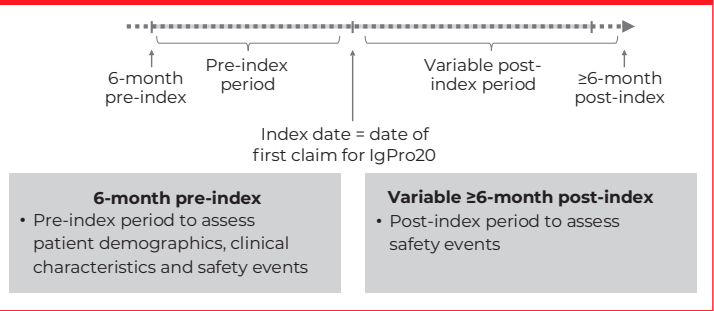 6-month
pre-index
Pre-index
period
Variable post-
index period
≥6-month
post-index
Index date = date of
first claim for IgPro20
6-month pre-index
• Pre-index period to assess
patient demographics, clinical
characteristics and safety events
Variable ≥6-month post-index
• Post-index period to assess
safety events